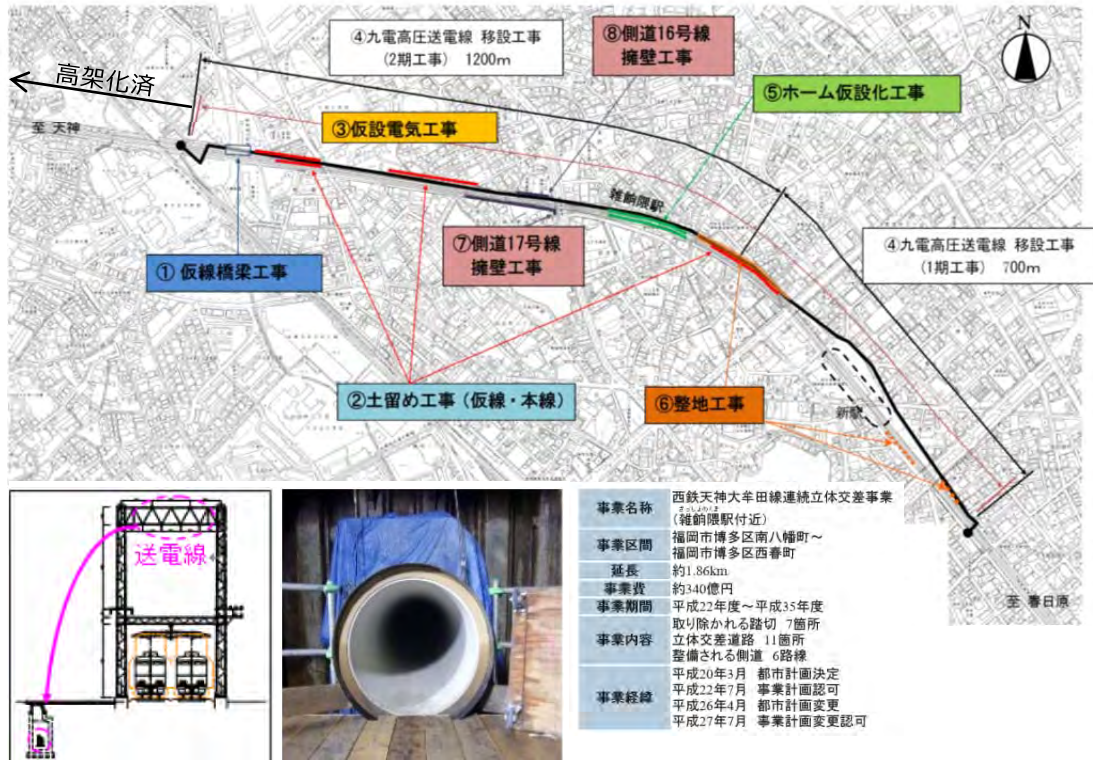 ④九電高圧送電線 移設工事
(2期工事) 1200m
⑧側道16号線
擁壁工事
N
高架化済
⑤ホーム仮設化工事
至 天神
③仮設電気工事
雑餉隈駅
⑦側道17号線
擁壁工事
④九電高圧送電線 移設工事
(1期工事) 700m
① 仮線橋梁工事
②土留め工事(仮線・本線)
⑥整地工事
新駅
至 春日原
送電線
事業名称
西鉄天神大牟田線連続立体交差事業
ざっしょのくま
(雑餉隈駅付近)
事業区間
福岡市博多区南八幡町~
福岡市博多区西春町
延長
約1.86km
事業費
約340億円
事業期間
平成22年度~平成35年度
事業内容
取り除かれる踏切 7箇所
立体交差道路 11箇所
整備される側道 6路線
事業経緯
平成20年3月 都市計画決定
平成22年7月 事業計画認可
平成26年4月 都市計画変更
平成27年7月 事業計画変更認可